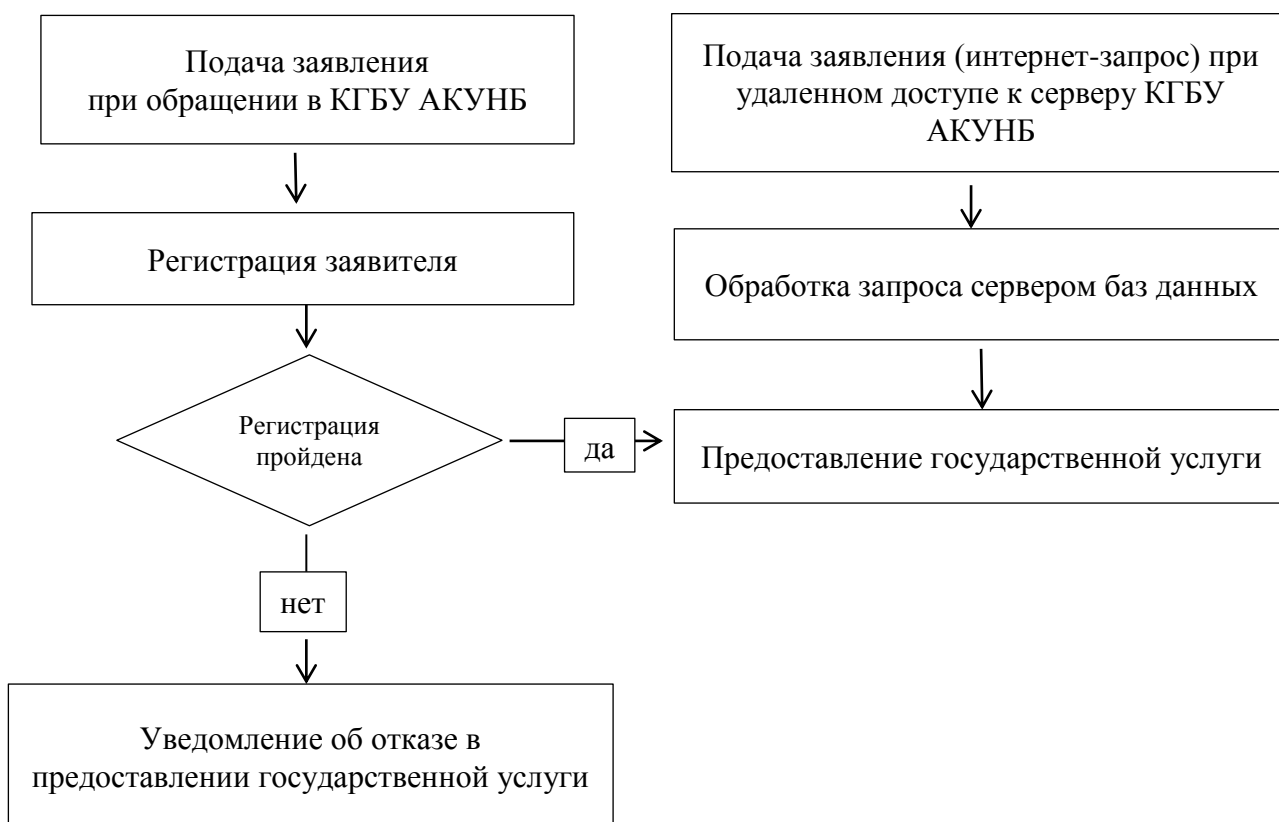 Подача заявления
при обращении в КГБУ АКУНБ
Подача заявления (интернет-запрос) при
удаленном доступе к серверу КГБУ
АКУНБ
Регистрация заявителя
Обработка запроса сервером баз данных
Регистрация
пройдена
да
Предоставление государственной услуги
нет
Уведомление об отказе в
предоставлении государственной услуги